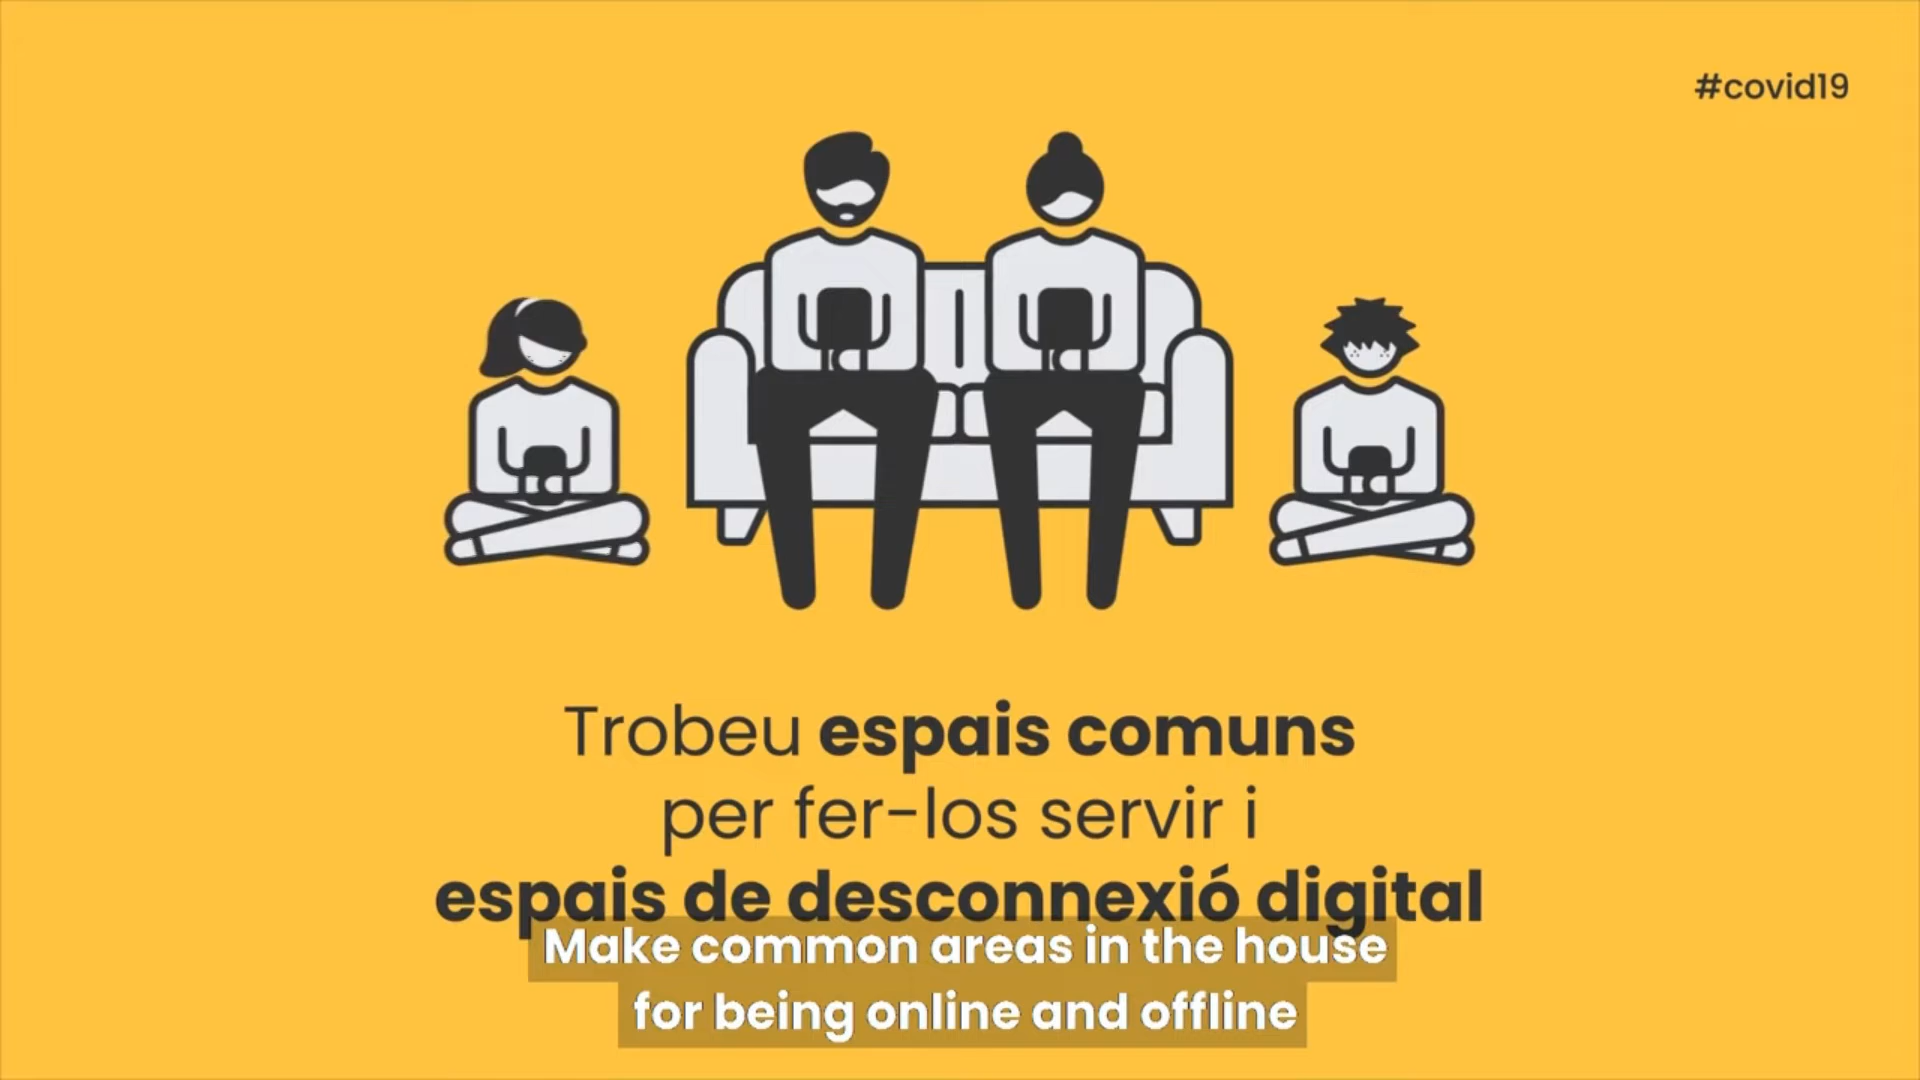 #covid19
Trobeu espais comuns
per fer-los servir i
espais de desconnexió digital
Make common areas in the house
for being online and offline